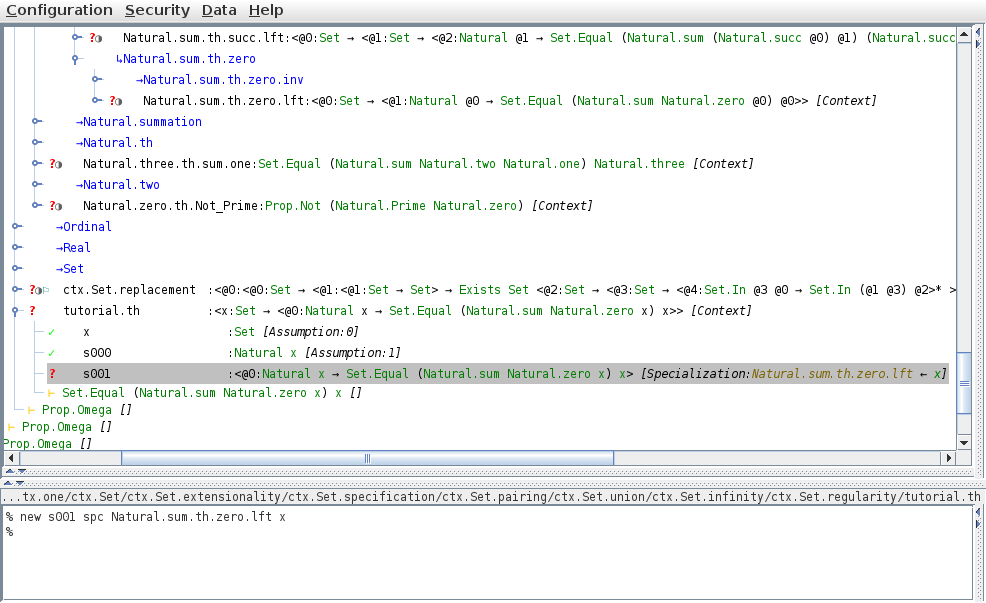 Configuration Security Data Help
? Natural.sum.th.succ.lft:<@0:Set → <@1:Set → <@2:Natural @1 → Set.Equal (Natural.sum (Natural.succ @0) @1) (Natural.succ
↳Natural.sum.th.zero
→Natural.sum.th.zero.inv
? Natural.sum.th.zero.lft:<@0:Set → <@1:Natural @0 → Set.Equal (Natural.sum Natural.zero @0) @0>> [Context]
→Natural.summation
→Natural.th
? Natural.three.th.sum.one:Set.Equal (Natural.sum Natural.two Natural.one) Natural.three [Context]
→Natural.two
? Natural.zero.th.Not_Prime:Prop.Not (Natural.Prime Natural.zero) [Context]
→Ordinal
→Real
→Set
? ctx.Set.replacement :<@0:<@0:Set → <@1:<@1:Set → Set> → Exists Set <@2:Set → <@3:Set → <@4:Set.In @3 @0 → Set.In (@1 @3) @2>* >
? tutorial.th :<x:Set → <@0:Natural x → Set.Equal (Natural.sum Natural.zero x) x>> [Context]
✓ x :Set [Assumption:0]
✓ s000 :Natural x [Assumption:1]
? s001 :<@0:Natural x → Set.Equal (Natural.sum Natural.zero x) x> [Specialization:Natural.sum.th.zero.lft ← x]
⊢ Set.Equal (Natural.sum Natural.zero x) x []
⊢ Prop.Omega []
⊢ Prop.Omega []
Prop.Omega []
...tx.one/ctx.Set/ctx.Set.extensionality/ctx.Set.specification/ctx.Set.pairing/ctx.Set.union/ctx.Set.infinity/ctx.Set.regularity/tutorial.th
% new s001 spc Natural.sum.th.zero.lft x
%